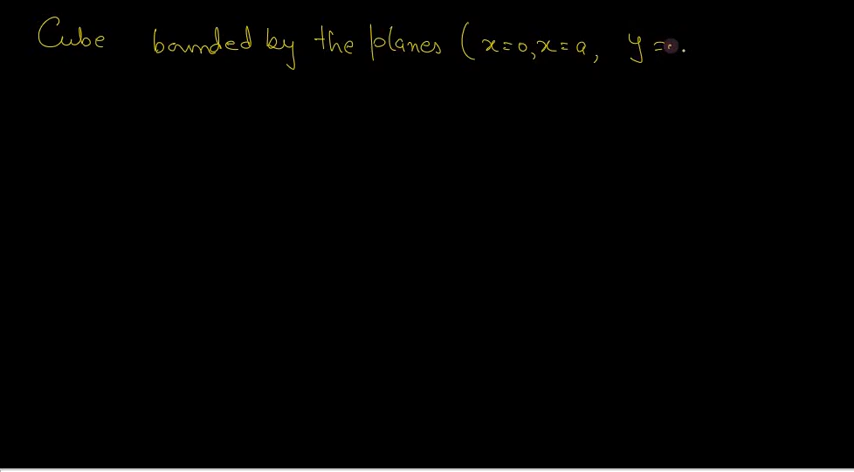 Cube bounded by the planes (x=0, x=a, y=